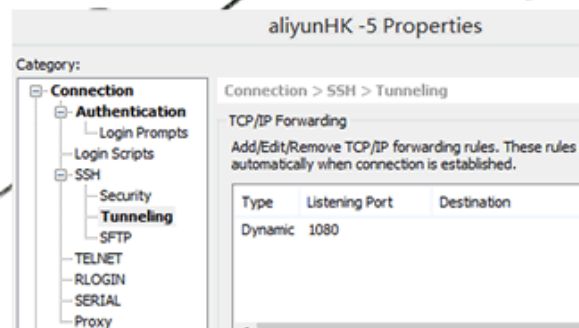 aliyunHK -5 Properties
Category:
Connection
Authentication
Login Prompts
Login Scripts
SSH
Security
Tunneling
SFTP
TELNET
RLOGIN
SERIAL
Proxy
Connection > SSH > Tunneling
TCP/IP Forwarding
Add/Edit/Remove TCP/IP forwarding rules. These rules
automatically when connection is established.
Type Listening Port Destination
Dynamic 1080